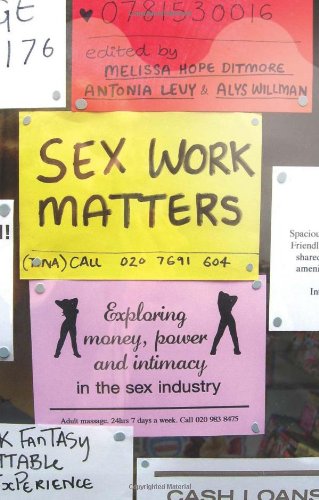 GE
176
♥ 0781530016
edited by
MELISSA HOPE DITMORE
ANTONIA LEVY & ALYS WILLMAN
SEX WORK
MATTERS
(TINA) CALL 020 7691 604
!
Spaciou
Friendl
shared
ameni
In
Exploring
money, power
and intimacy
in the sex industry
Adult massage. 24hrs 7 days a week. Call 020 983 8475
K FANTASY
TTABLE
XPERIENCE
Copyrighted Material
CASH LOANS